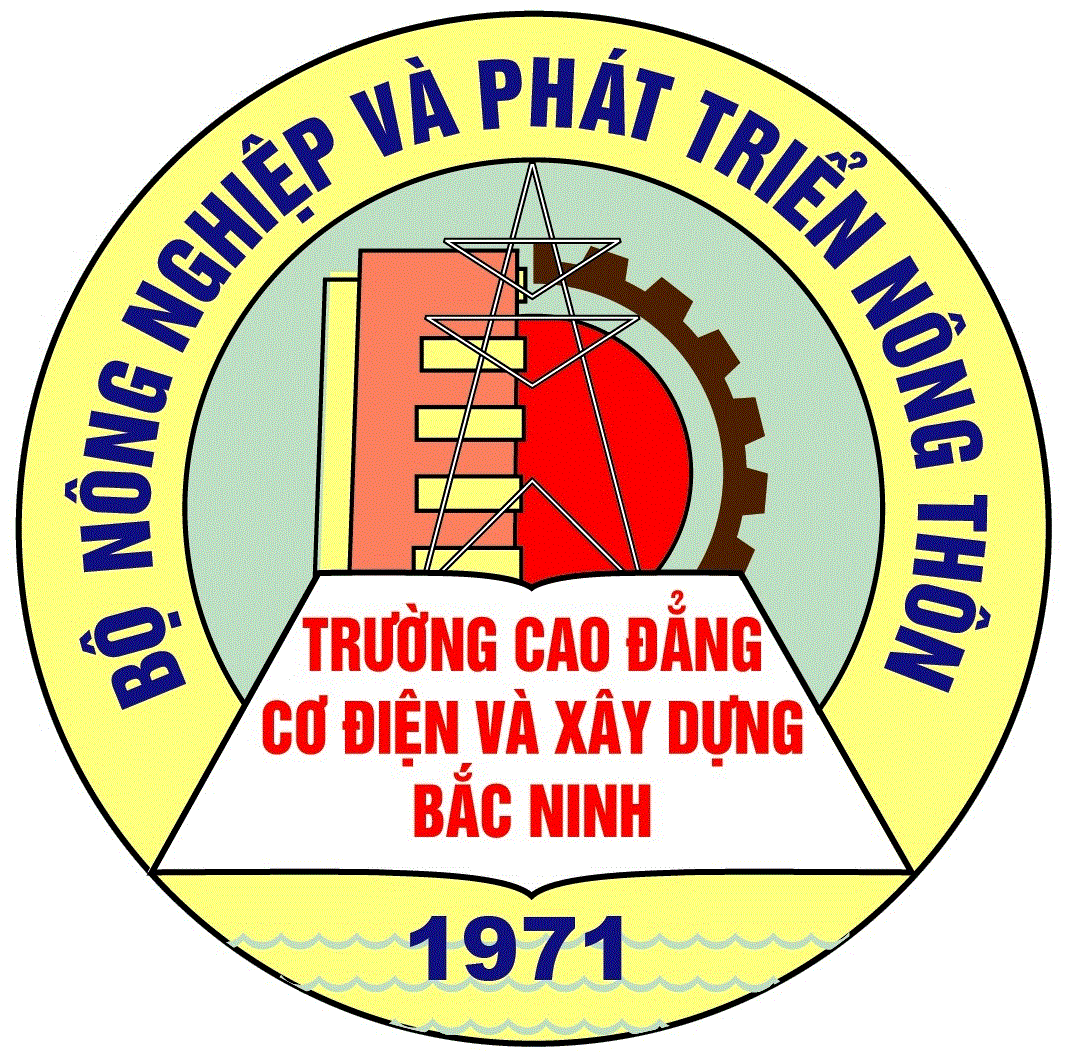 BỘ NÔNG NGHIỆP VÀ PHÁT TRIỂN NÔNG THÔN
TRƯỜNG CAO ĐẲNG
CƠ ĐIỆN VÀ XÂY DỰNG
BẮC NINH
1971